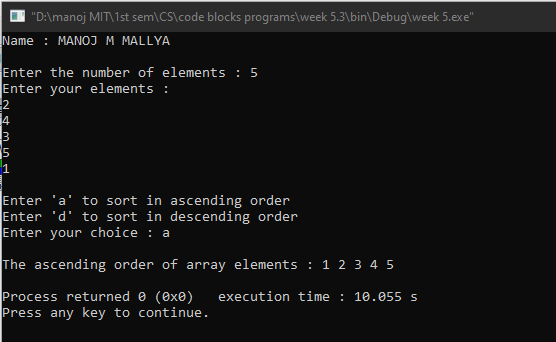 "D:\manoj MIT\1st sem\CS\code blocks programs\week 5.3\bin\Debug\week 5.exe"
Name : MANOJ M MALLYA
Enter the number of elements : 5
Enter your elements :
2
4
3
5
1
Enter 'a' to sort in ascending order
Enter 'd' to sort in descending order
Enter your choice : a
The ascending order of array elements : 1 2 3 4 5
Process returned 0 (0x0)   execution time : 10.055 s
Press any key to continue.